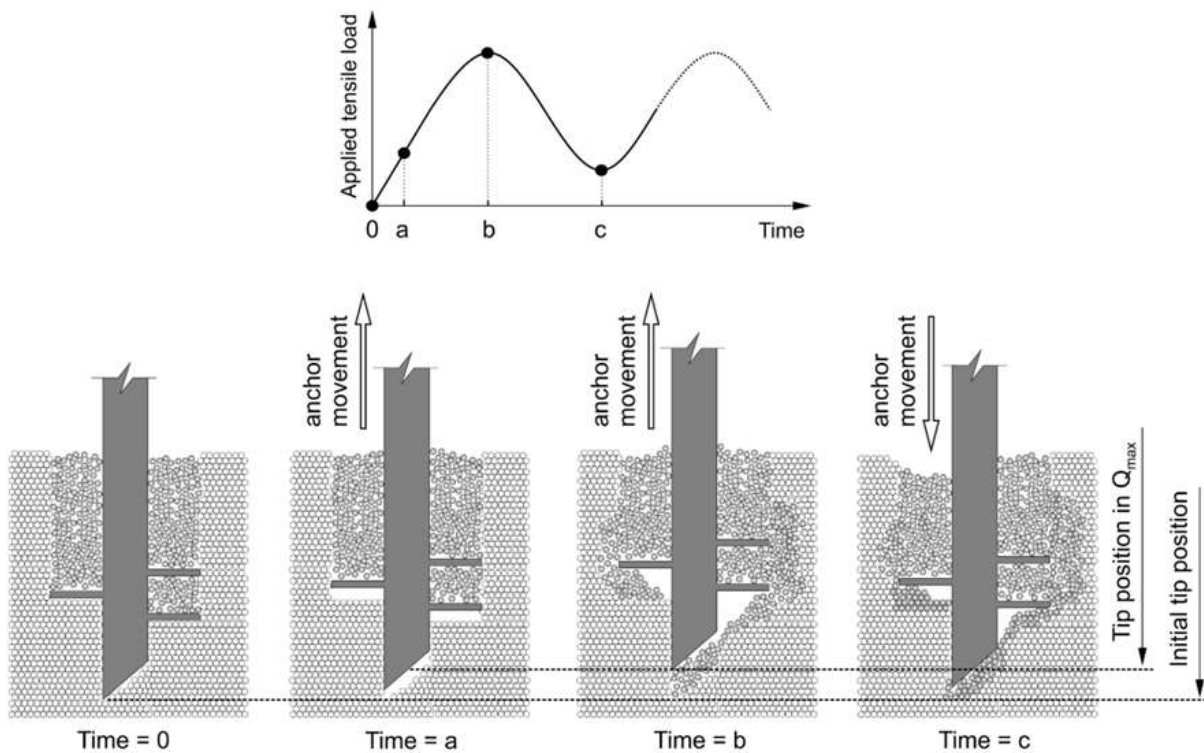 Applied tensile load
0
a
b
c
Time
anchor
movement
anchor
movement
anchor
movement
Tip position in Qmax
Initial tip position
Time = 0
Time = a
Time = b
Time = c